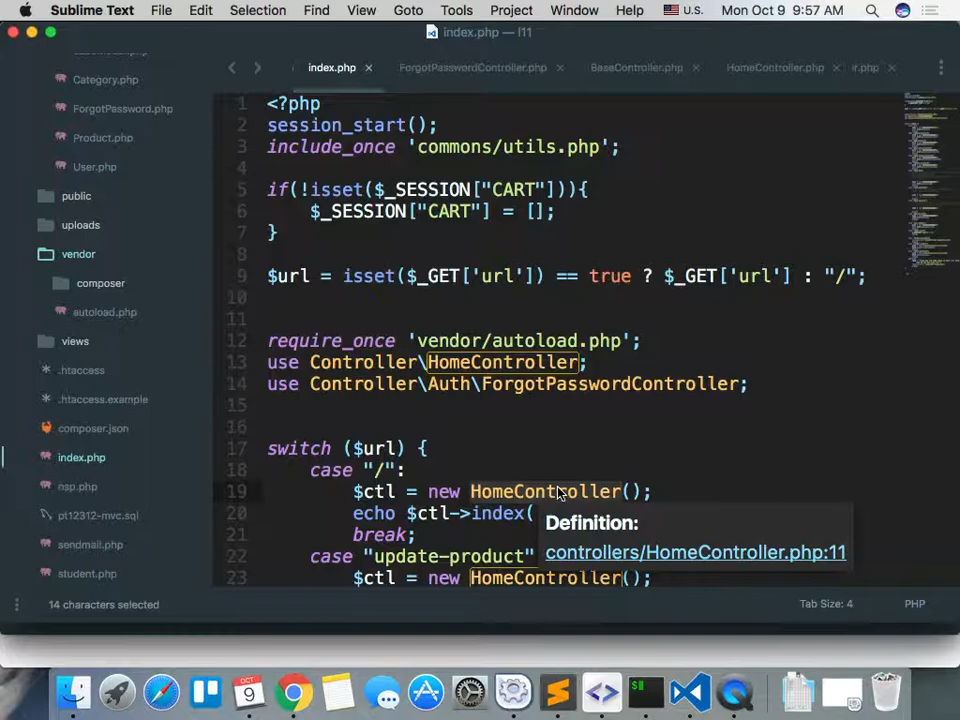 Sublime Text File Edit Selection Find View Goto Tools Project Window Help U.S. Mon Oct 9 9:57 AM
index.php — l11
index.php × ForgotPasswordController.php × BaseController.php × HomeController.php ×
Category.php
ForgotPassword.php
Product.php
User.php
public
uploads
vendor
composer
autoload.php
views
.htaccess
.htaccess.example
composer.json
index.php
nsp.php
pt12312-mvc.sql
sendmail.php
student.php
1 <?php
2 session_start();
3 include_once 'commons/utils.php';
4
5 if(!isset($_SESSION["CART"])){
6 $_SESSION["CART"] = [];
7 }
8
9 $url = isset($_GET['url']) == true ? $_GET['url'] : "/";
10
11
12 require_once 'vendor/autoload.php';
13 use Controller\HomeController;
14 use Controller\Auth\ForgotPasswordController;
15
16
17 switch ($url) {
18 case "/":
19 $ctl = new HomeController();
20 echo $ctl->index(
21 break;
22 case "update-product"
23 $ctl = new HomeController();
Definition:
controllers/HomeController.php:11
14 characters selected Tab Size: 4 PHP